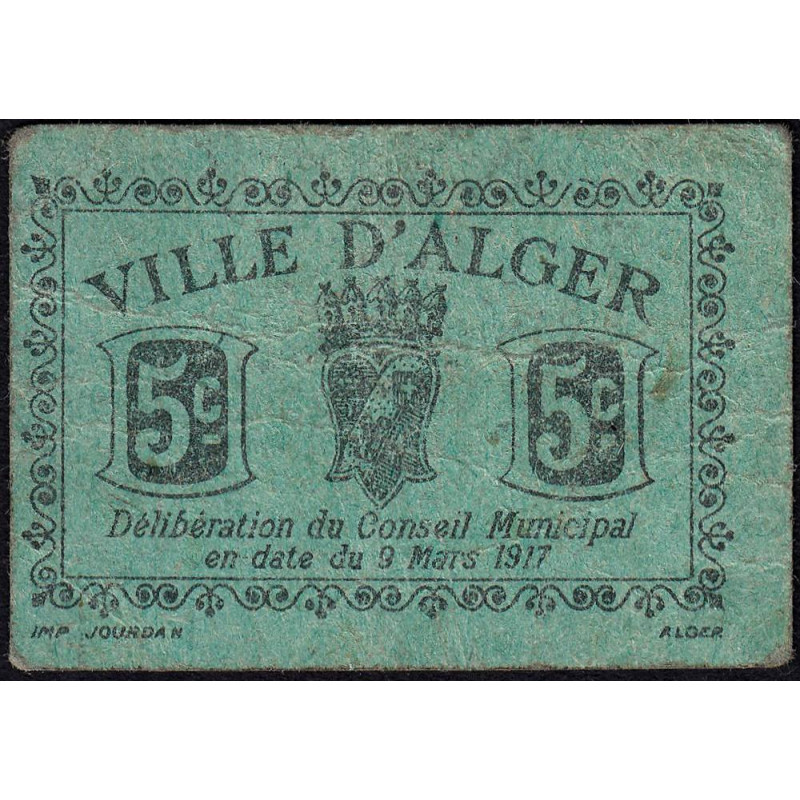 VILLE D'ALGER
5c. 5c.
Délibération du Conseil Municipal
en date du 9 Mars 1917
IMP JOURDAN ALGER